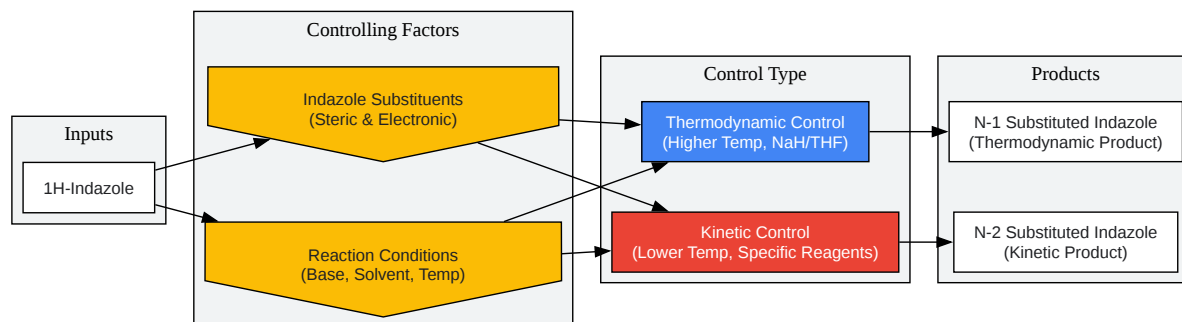 Inputs
1H-Indazole
Controlling Factors
Indazole Substituents
(Steric & Electronic)
Reaction Conditions
(Base, Solvent, Temp)
Control Type
Thermodynamic Control
(Higher Temp, NaH/THF)
Kinetic Control
(Lower Temp, Specific Reagents)
Products
N-1 Substituted Indazole
(Thermodynamic Product)
N-2 Substituted Indazole
(Kinetic Product)